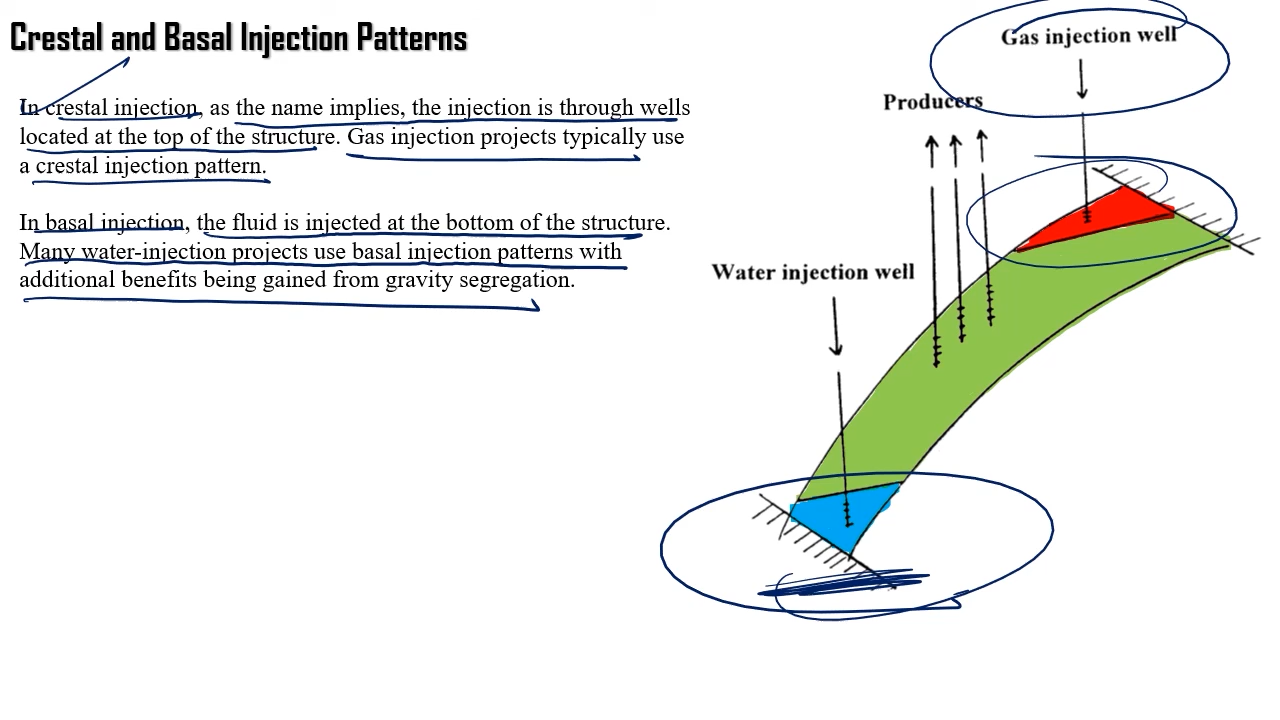 Crestal and Basal Injection Patterns
In crestal injection, as the name implies, the injection is through wells
located at the top of the structure. Gas injection projects typically use
a crestal injection pattern.
In basal injection, the fluid is injected at the bottom of the structure.
Many water-injection projects use basal injection patterns with
additional benefits being gained from gravity segregation.
Gas injection well
Producers
Water injection well